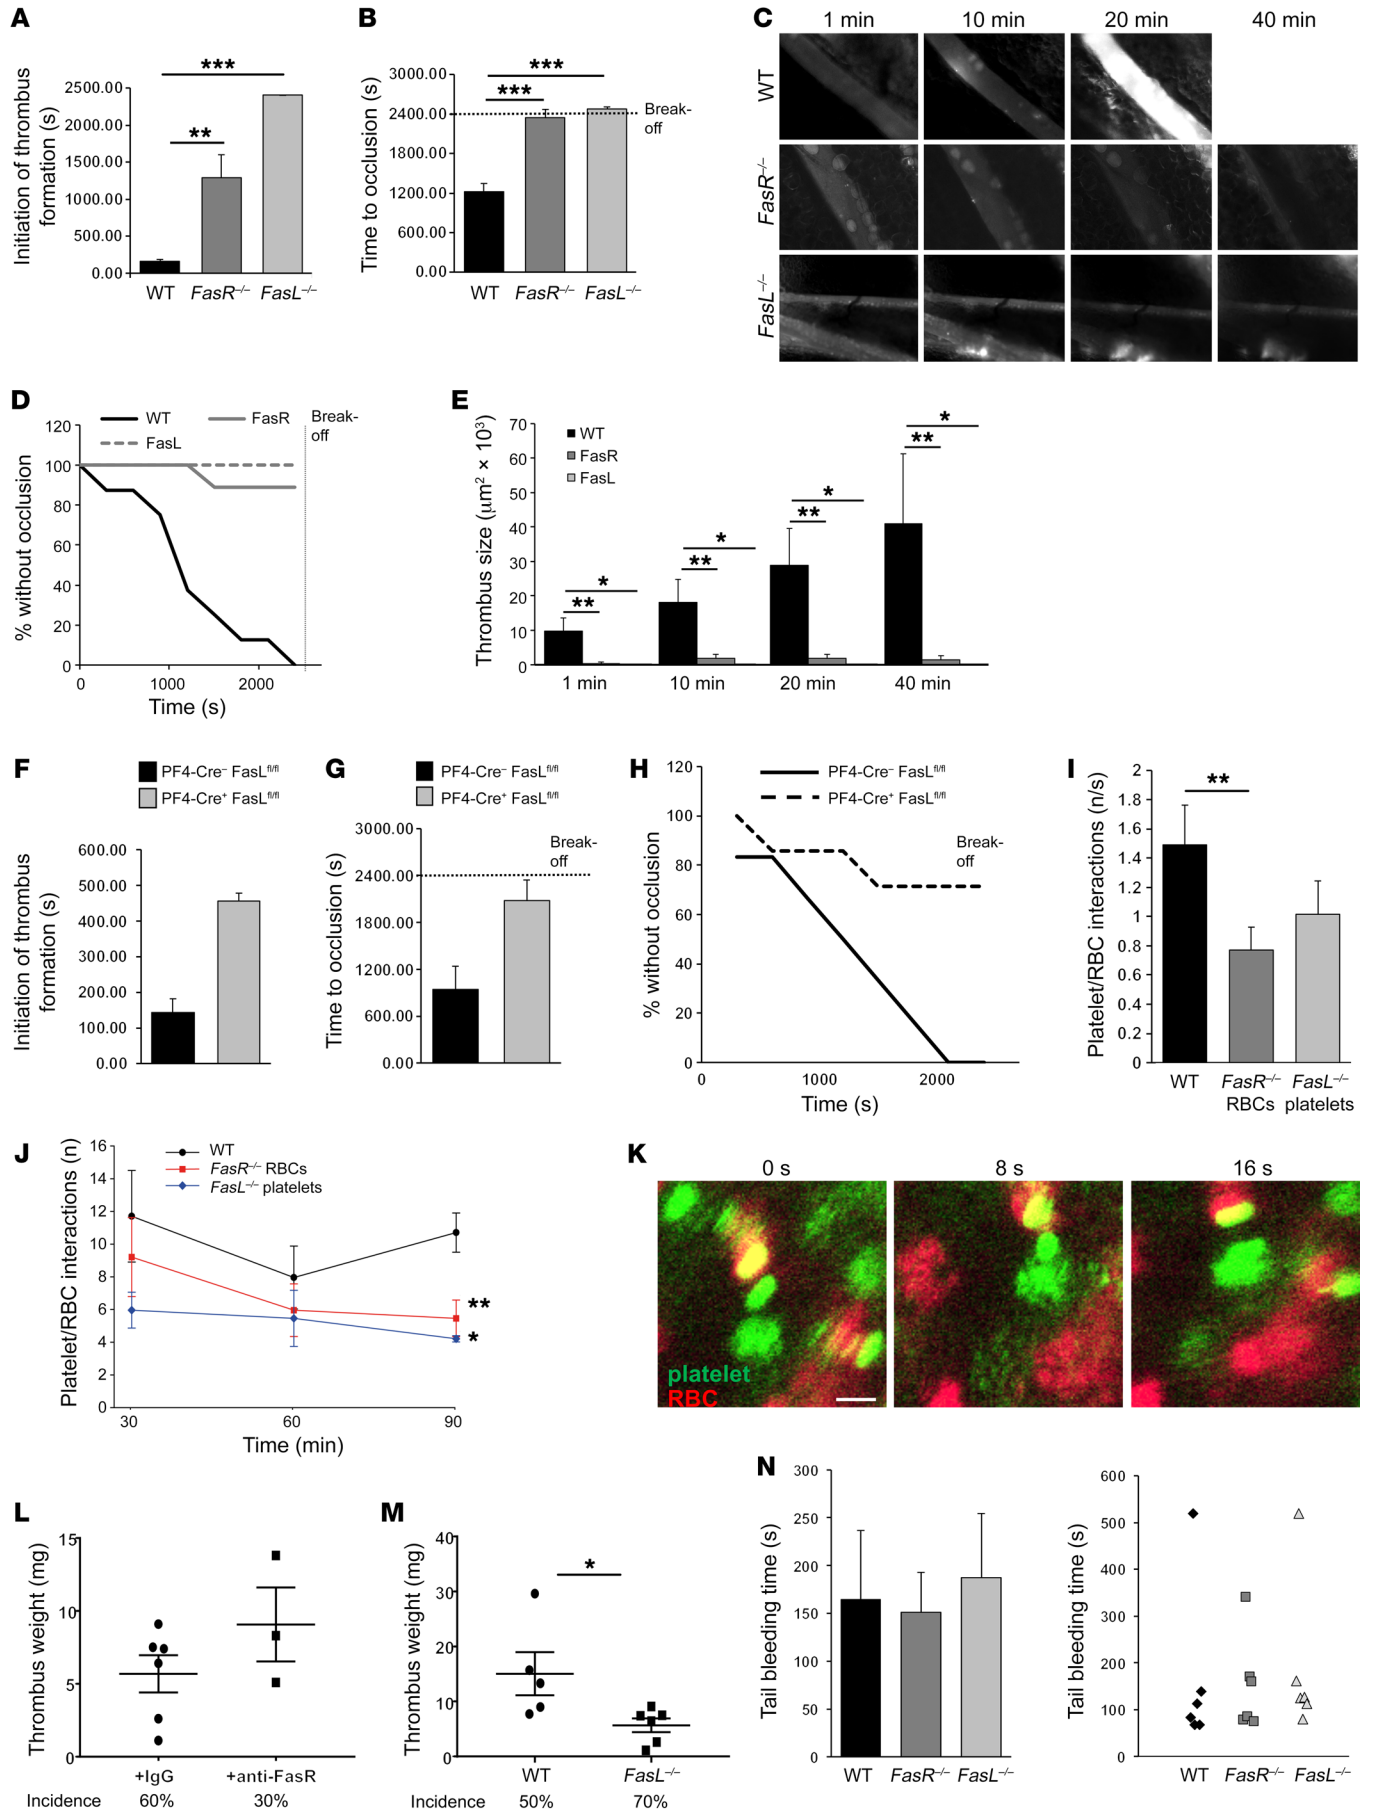 A
Initiation of thrombus
formation (s)
2500.00
2000.00
1500.00
1000.00
500.00
0.00
***
**
WT FasR–/– FasL–/–
B
Time to occlusion (s)
3000.00
2400.00
1800.00
1200.00
600.00
0.00
***
***
Break-
off
WT FasR–/– FasL–/–
C
1 min 10 min 20 min 40 min
WT
FasR–/–
FasL–/–
D
WT FasR
FasL
Break-
off
% without occlusion
120
100
80
60
40
20
0
0 1000 2000
Time (s)
E
Thrombus size (μm² × 10³)
70
60
50
40
30
20
10
0
WT
FasR
FasL
*
**
*
**
*
**
*
**
1 min 10 min 20 min 40 min
F
PF4-Cre– FasLfl/fl
PF4-Cre+ FasLfl/fl
Initiation of thrombus
formation (s)
600.00
500.00
400.00
300.00
200.00
100.00
0.00
G
PF4-Cre– FasLfl/fl
PF4-Cre+ FasLfl/fl
Time to occlusion (s)
3000.00
2400.00
1800.00
1200.00
600.00
0.00
Break-
off
H
PF4-Cre– FasLfl/fl
PF4-Cre+ FasLfl/fl
Break-
off
% without occlusion
120
100
80
60
40
20
0
0 1000 2000
Time (s)
I
Platelet/RBC interactions (n/s)
2
1.8
1.6
1.4
1.2
1
0.8
0.6
0.4
0.2
0
**
WT FasR–/– FasL–/–
RBCs platelets
J
Platelet/RBC interactions (n)
16
14
12
10
8
6
4
2
0
WT
FasR–/– RBCs
FasL–/– platelets
**
*
30 60 90
Time (min)
K
0 s 8 s 16 s
platelet
RBC
L
Thrombus weight (mg)
15
10
5
0
+IgG +anti-FasR
Incidence 60% 30%
M
Thrombus weight (mg)
40
30
20
10
0
*
WT FasL–/–
Incidence 50% 70%
N
Tail bleeding time (s)
300
250
200
150
100
50
0
WT FasR–/– FasL–/–
Tail bleeding time (s)
600
500
400
300
200
100
0
WT FasR–/– FasL–/–